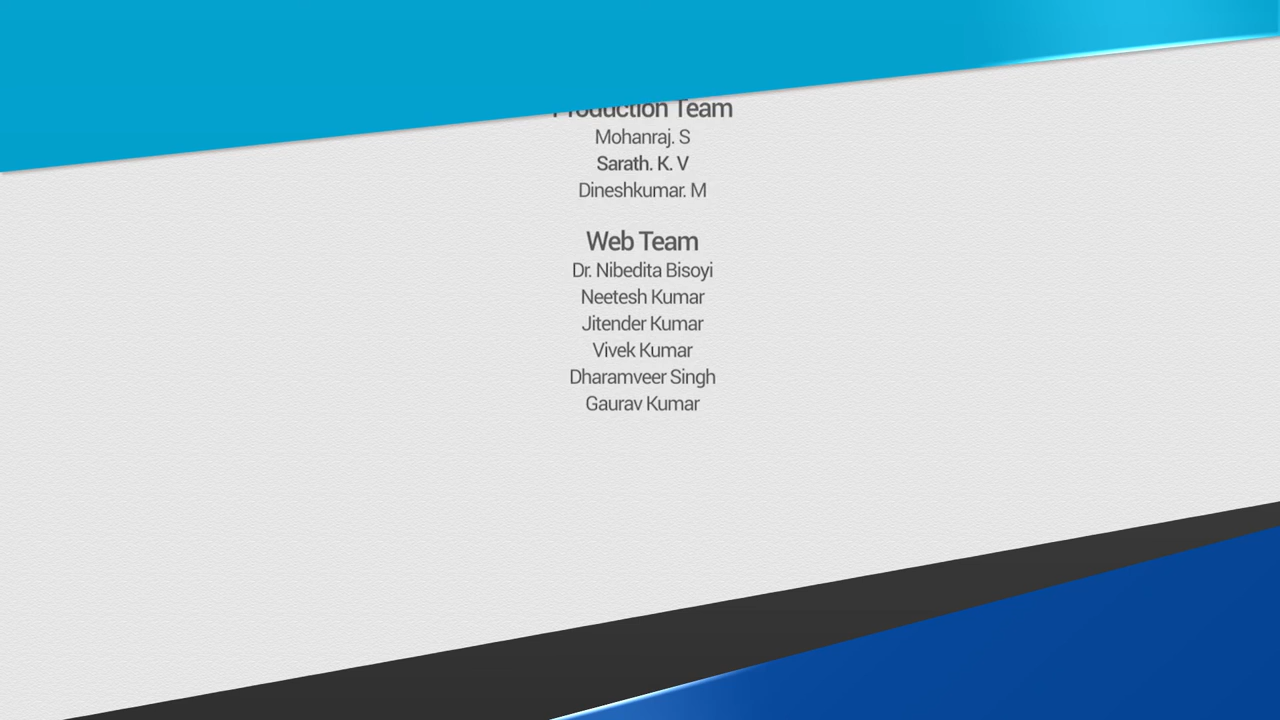 Production Team
Mohanraj. S
Sarath. K. V
Dineshkumar. M
Web Team
Dr. Nibedita Bisoyi
Neetesh Kumar
Jitender Kumar
Vivek Kumar
Dharamveer Singh
Gaurav Kumar